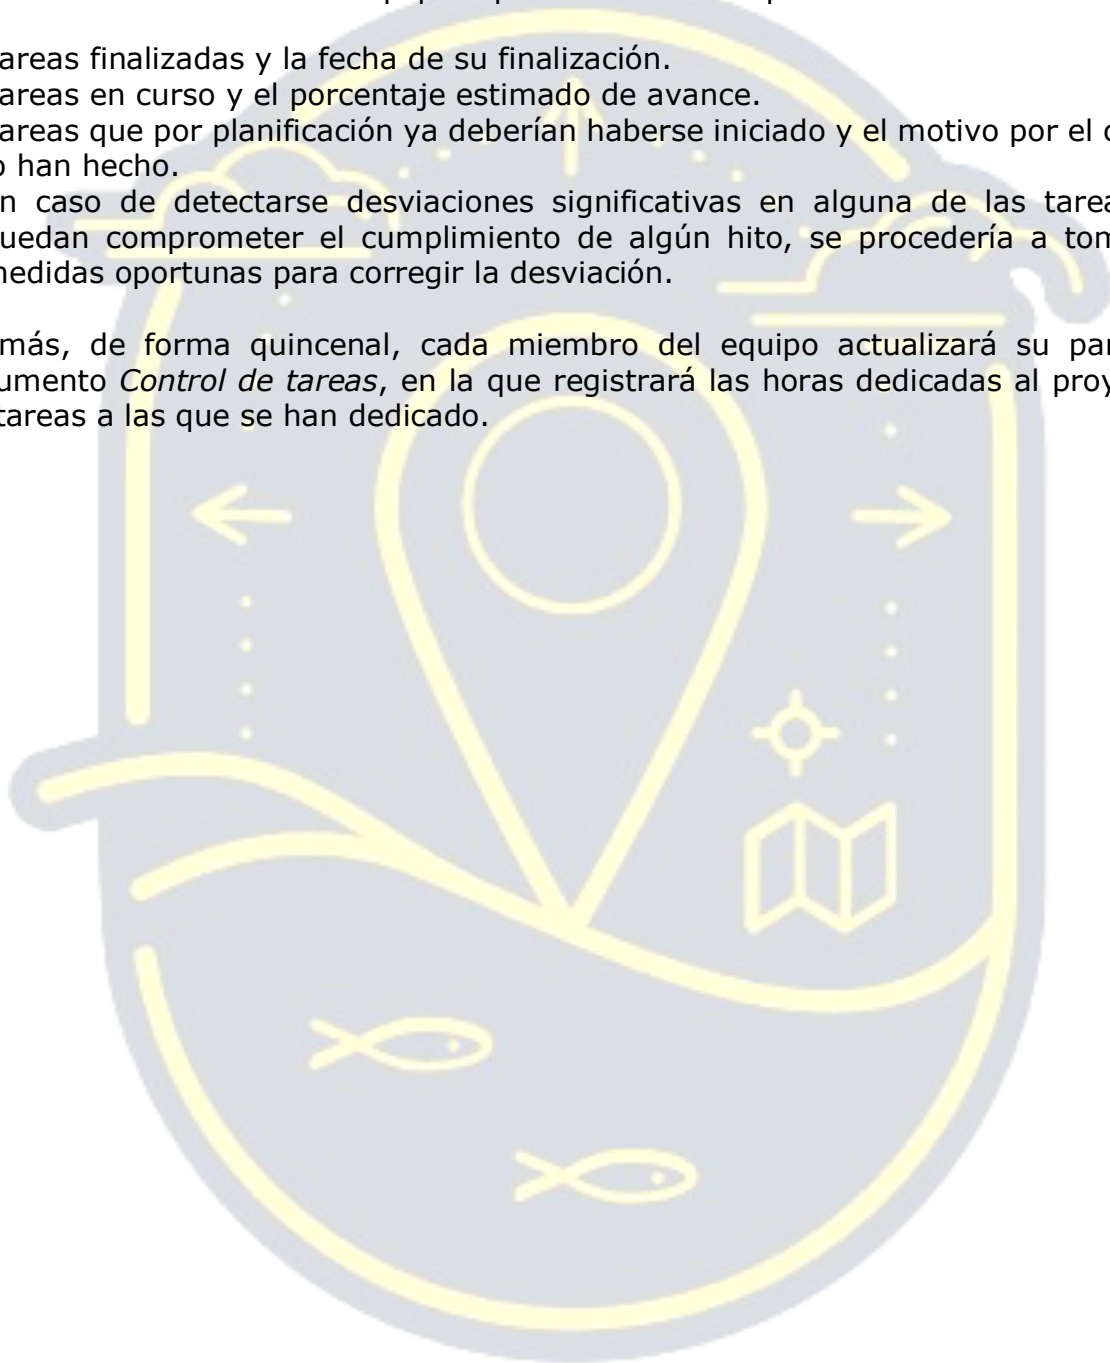 areas finalizadas y la fecha de su finalización.
areas en curso y el porcentaje estimado de avance.
areas que por planificación ya deberían haberse iniciado y el motivo por el
o han hecho.
n caso de detectarse desviaciones significativas en alguna de las tarea
uedan comprometer el cumplimiento de algún hito, se procedería a tom
medidas oportunas para corregir la desviación.
más, de forma quincenal, cada miembro del equipo actualizará su par
umento Control de tareas, en la que registrará las horas dedicadas al proy
tareas a las que se han dedicado.